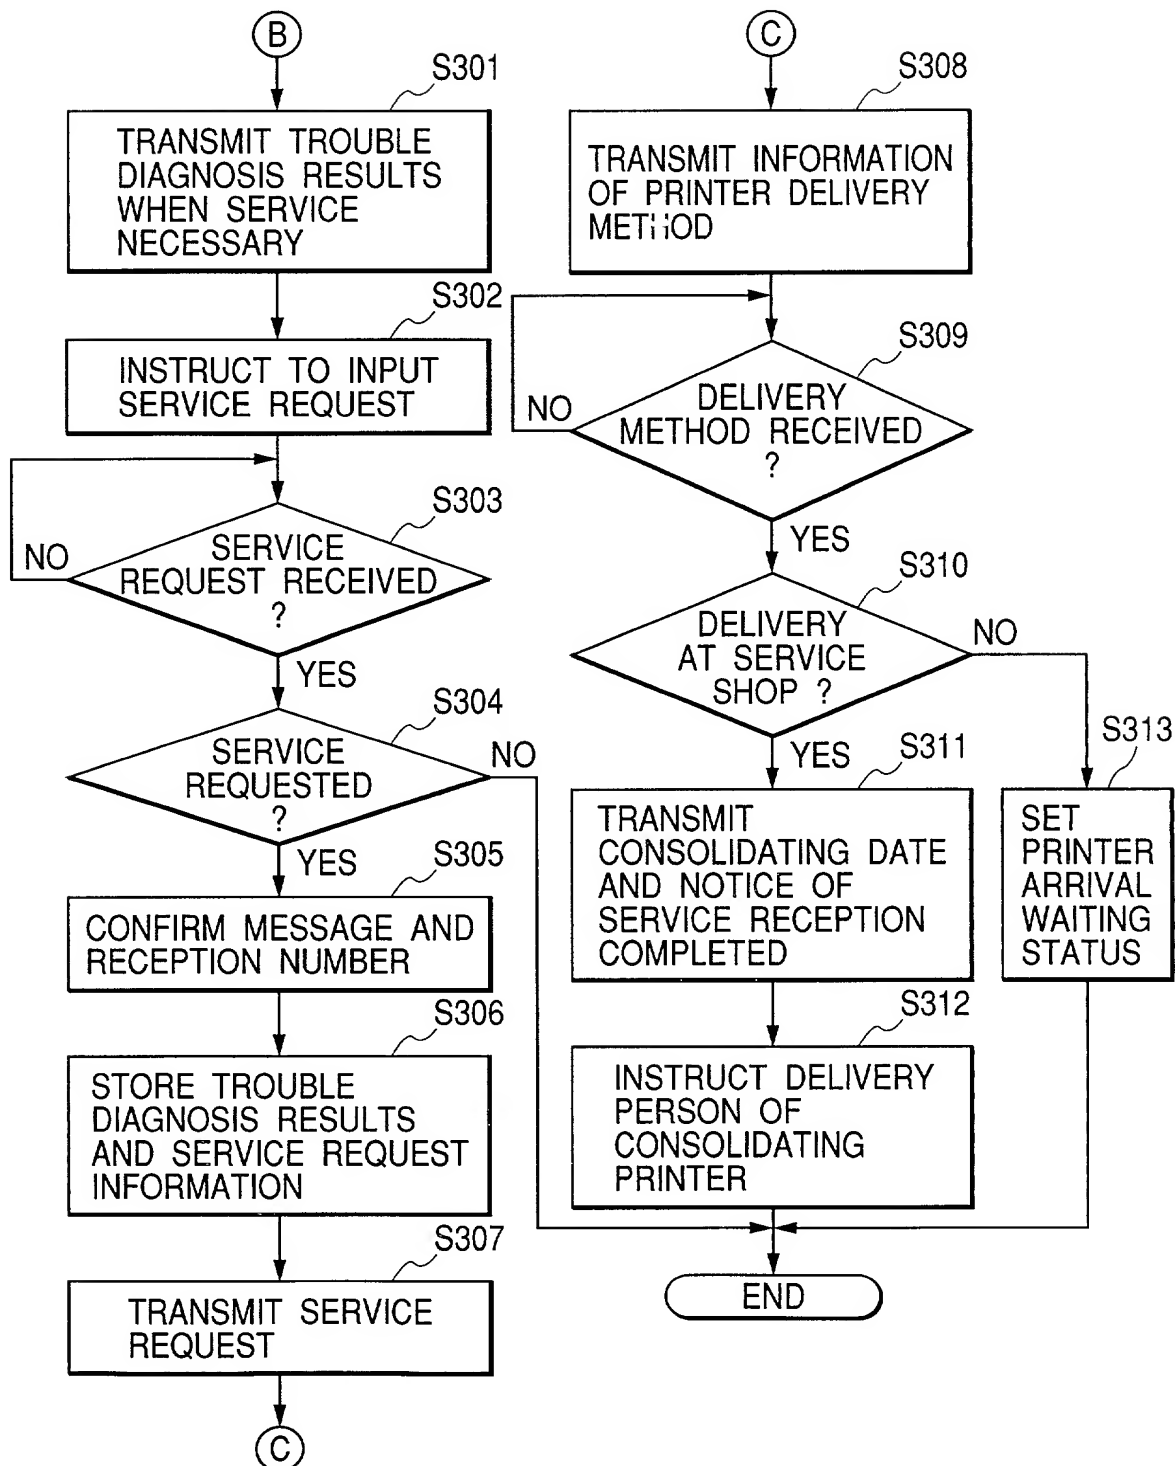 B
S301
TRANSMIT TROUBLE
DIAGNOSIS RESULTS
WHEN SERVICE
NECESSARY
S302
INSTRUCT TO INPUT
SERVICE REQUEST
S303
NO
SERVICE
REQUEST RECEIVED
?
YES
S304
SERVICE
REQUESTED
?
NO
YES
S305
CONFIRM MESSAGE AND
RECEPTION NUMBER
S306
STORE TROUBLE
DIAGNOSIS RESULTS
AND SERVICE REQUEST
INFORMATION
S307
TRANSMIT SERVICE
REQUEST
C
C
S308
TRANSMIT INFORMATION
OF PRINTER DELIVERY
METHOD
S309
NO
DELIVERY
METHOD RECEIVED
?
YES
S310
DELIVERY
AT SERVICE
SHOP ?
NO
YES
S311
TRANSMIT
CONSOLIDATING DATE
AND NOTICE OF
SERVICE RECEPTION
COMPLETED
S312
INSTRUCT DELIVERY
PERSON OF
CONSOLIDATING
PRINTER
S313
SET
PRINTER
ARRIVAL
WAITING
STATUS
END